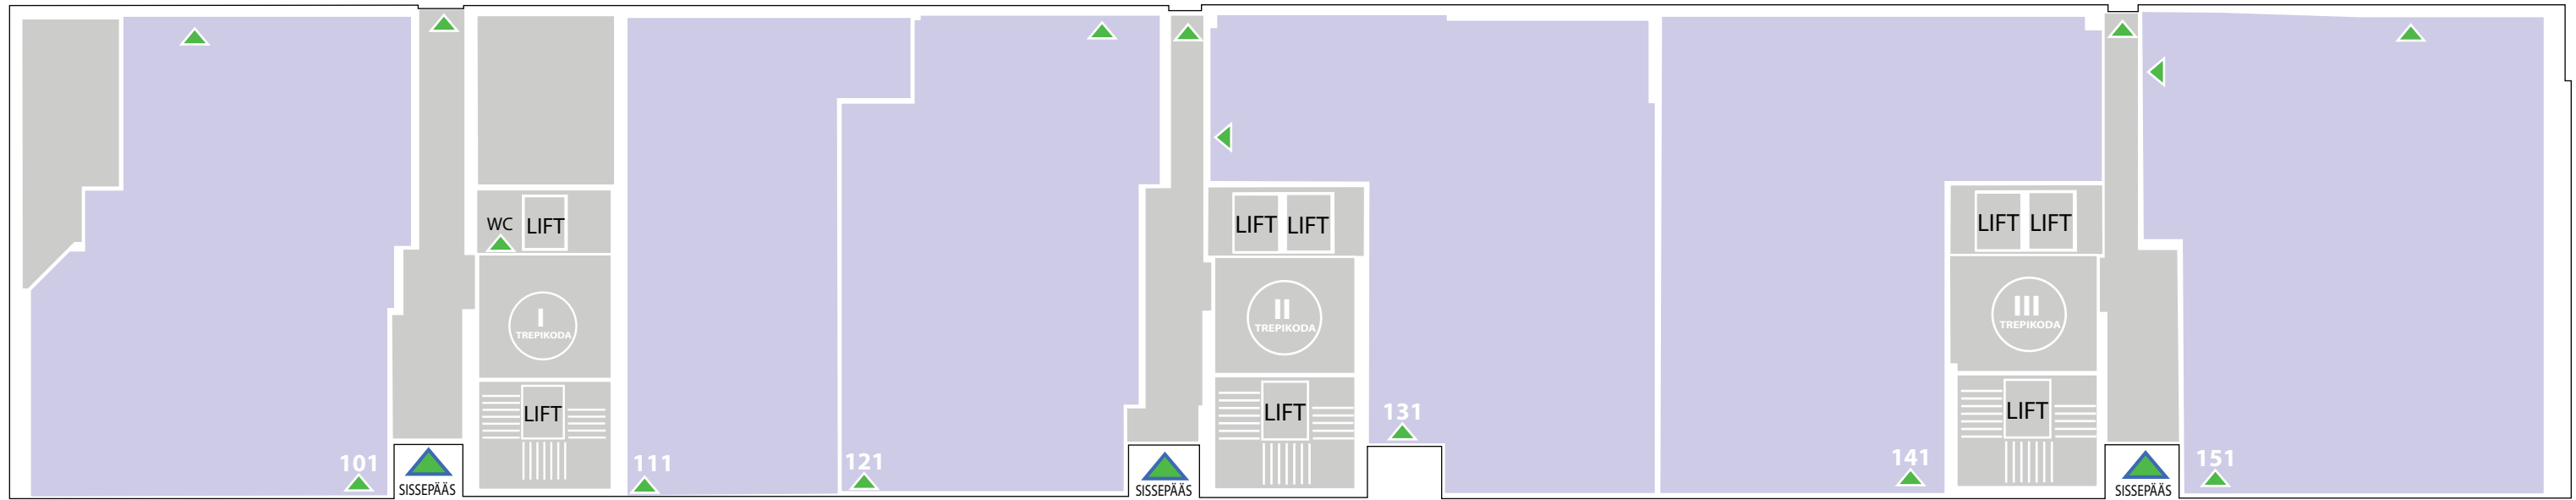 WC
LIFT
LIFT LIFT
LIFT LIFT
I
TREPIKODA
II
TREPIKODA
III
TREPIKODA
LIFT
LIFT
LIFT
101
111
121
131
141
151
SISSEPÄÄS
SISSEPÄÄS
SISSEPÄÄS